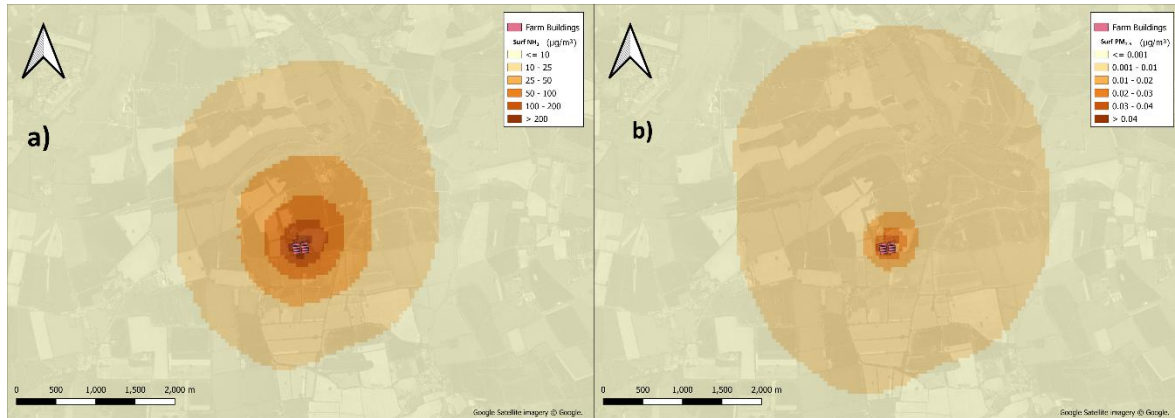 a)
Farm Buildings
Surf NH₃ (µg/m³)
<= 10
10 - 25
25 - 50
50 - 100
100 - 200
> 200
0 500 1,000 1,500 2,000 m
Google Satellite imagery © Google.
b)
Farm Buildings
Surf PM₂.₅ (µg/m³)
<= 0.001
0.001 - 0.01
0.01 - 0.02
0.02 - 0.03
0.03 - 0.04
> 0.04
0 500 1,000 1,500 2,000 m
Google Satellite imagery © Google.